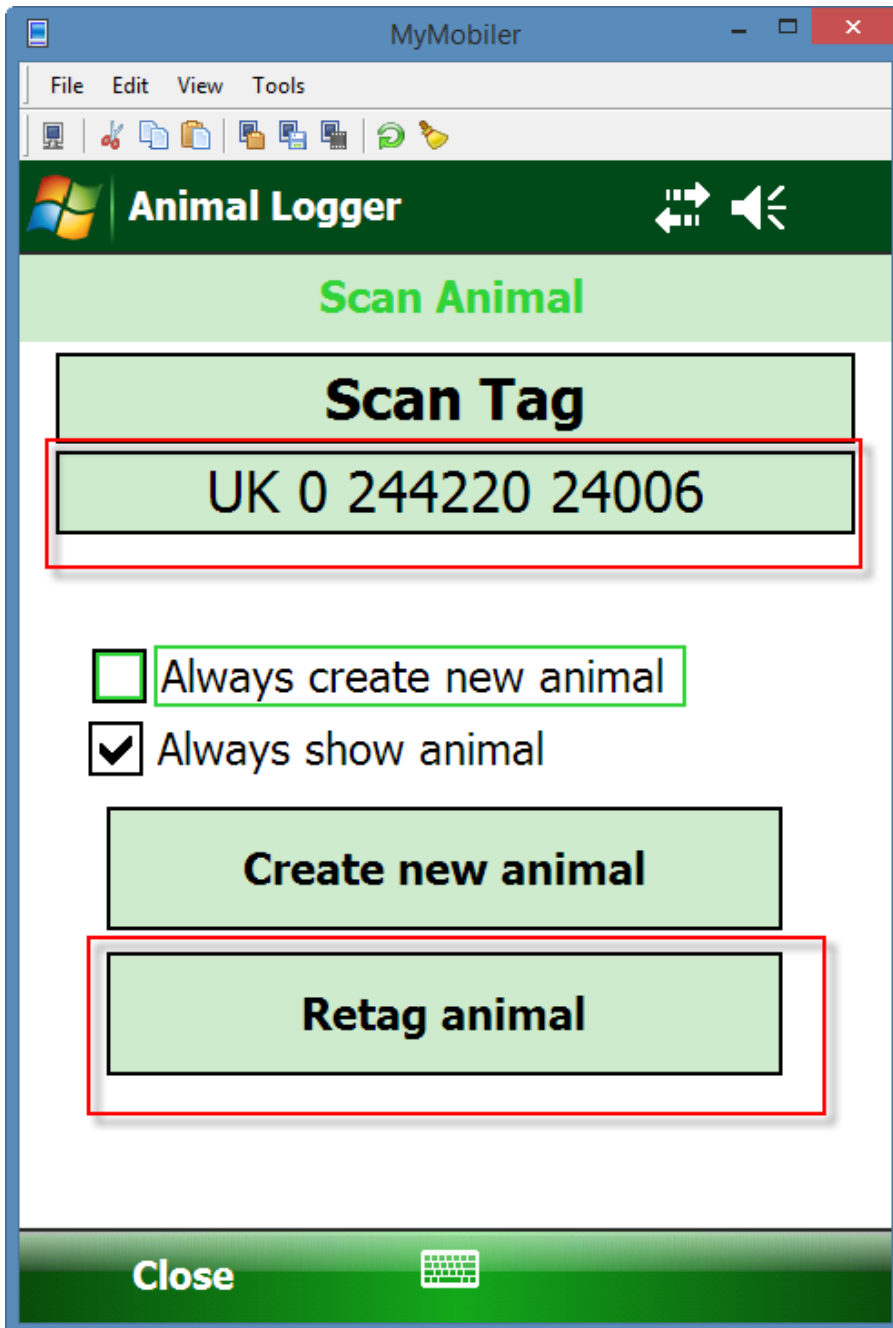 MyMobiler
File Edit View Tools
Animal Logger
Scan Animal
Scan Tag
UK 0 244220 24006
Always create new animal
Always show animal
Create new animal
Retag animal
Close